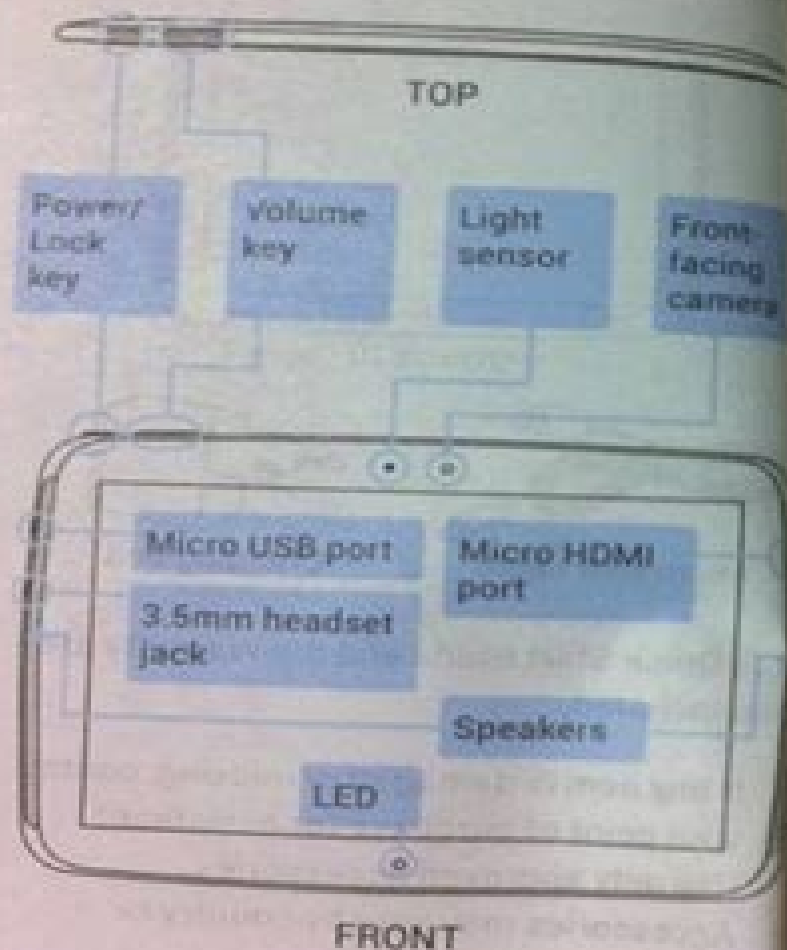 TOP
Power/
Lock
key
Volume
key
Light
sensor
Front-
facing
camera
Micro USB port
Micro HDMI
port
3.5mm headset
jack
Speakers
LED
FRONT